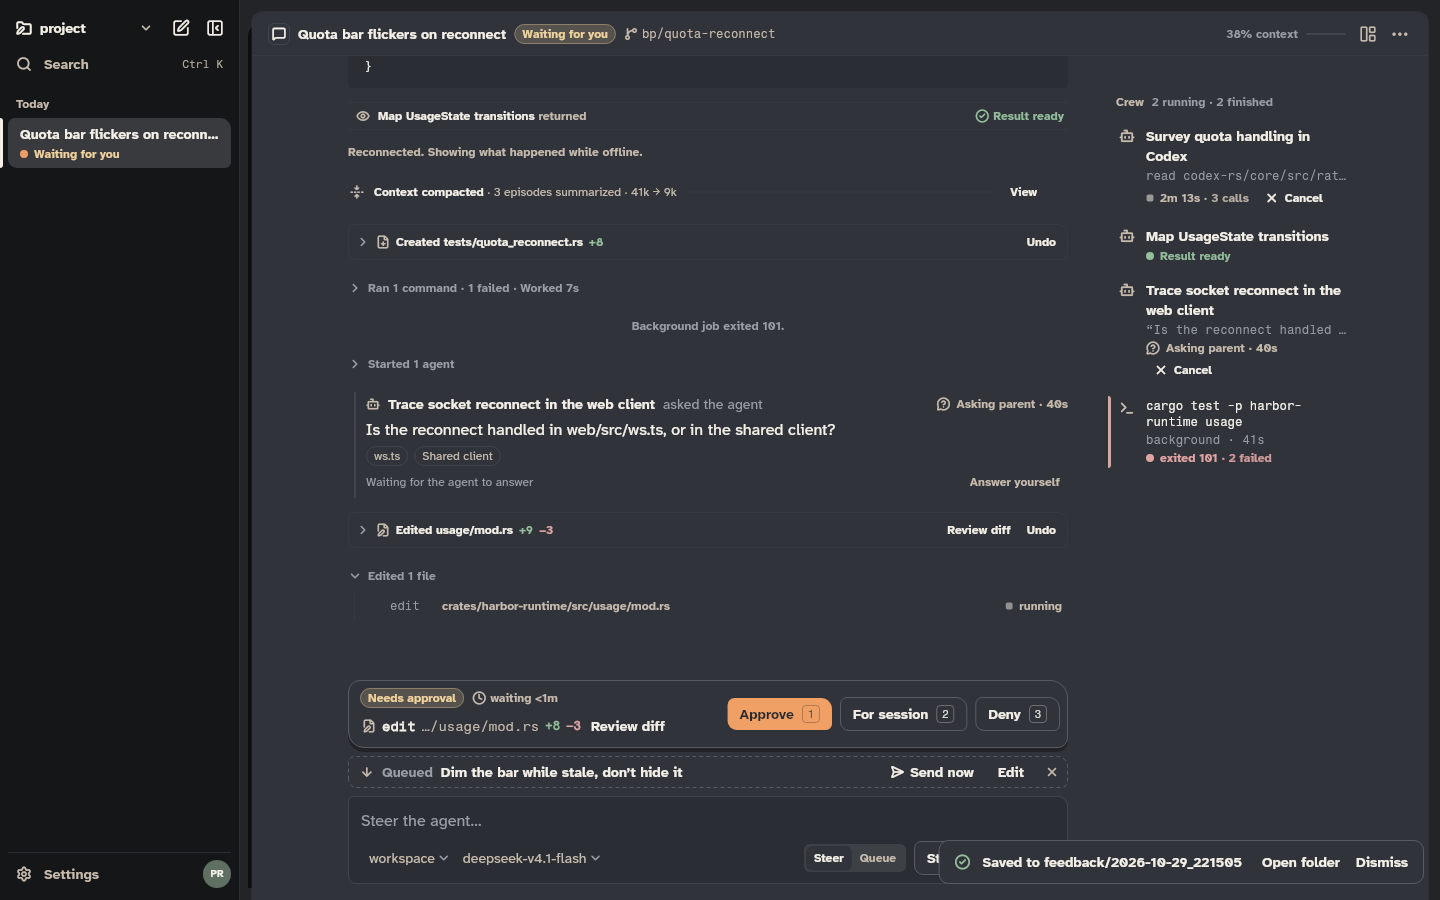 project
Search Ctrl K
Today
Quota bar flickers on reconn...
Waiting for you
Settings PR
Quota bar flickers on reconnect Waiting for you bp/quota-reconnect 38% context
}
Map UsageState transitions returned Result ready
Reconnected. Showing what happened while offline.
Context compacted · 3 episodes summarized · 41k → 9k View
Created tests/quota_reconnect.rs +8 Undo
Ran 1 command · 1 failed · Worked 7s
Background job exited 101.
Started 1 agent
Trace socket reconnect in the web client asked the agent Asking parent · 40s
Is the reconnect handled in web/src/ws.ts, or in the shared client?
ws.ts Shared client
Waiting for the agent to answer Answer yourself
Edited usage/mod.rs +9 −3 Review diff Undo
Edited 1 file
edit crates/harbor-runtime/src/usage/mod.rs running
Needs approval waiting <1m
edit …/usage/mod.rs +8 −3 Review diff
Approve 1 For session 2 Deny 3
Queued Dim the bar while stale, don't hide it Send now Edit
Steer the agent...
workspace deepseek-v4.1-flash Steer Queue
Crew 2 running · 2 finished
Survey quota handling in
Codex
read codex-rs/core/src/rat…
2m 13s · 3 calls Cancel
Map UsageState transitions
Result ready
Trace socket reconnect in the
web client
“Is the reconnect handled …
Asking parent · 40s
Cancel
cargo test -p harbor-
runtime usage
background · 41s
exited 101 · 2 failed
Saved to feedback/2026-10-29_221505 Open folder Dismiss